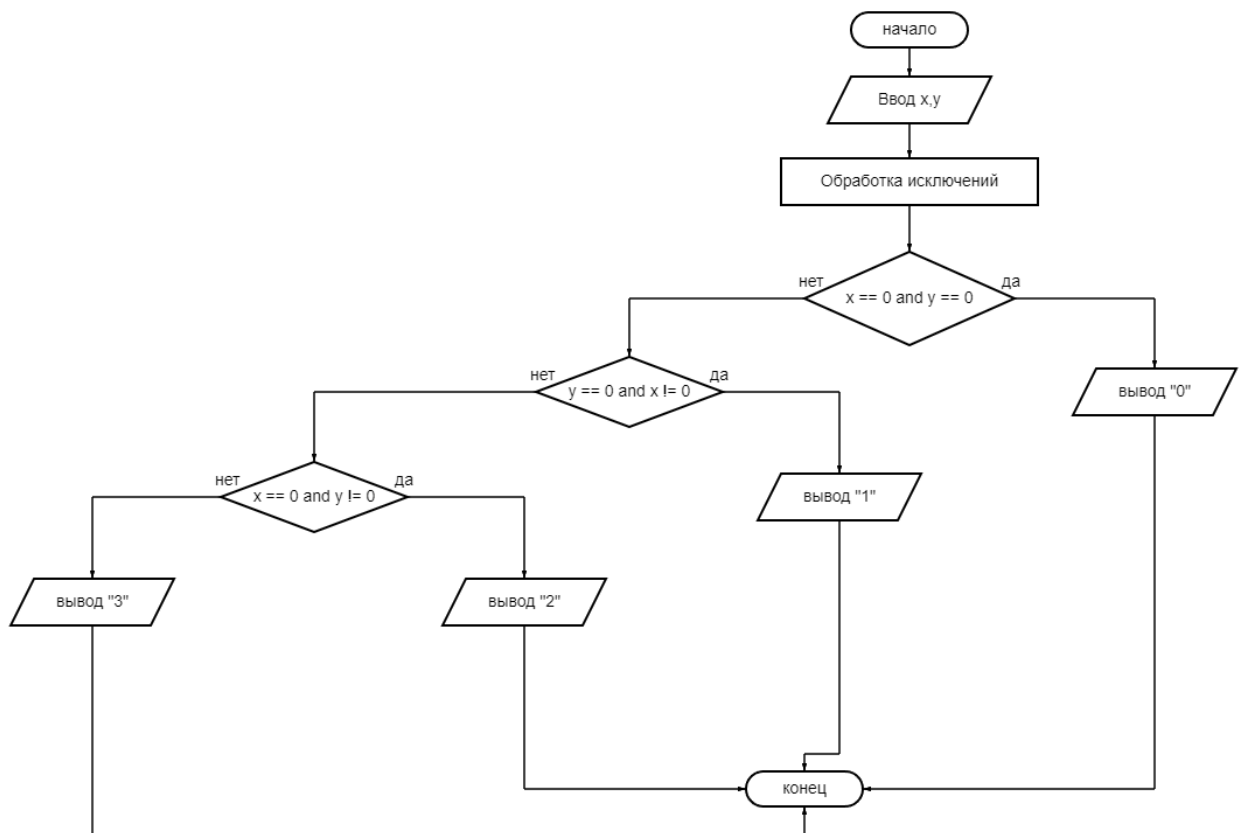 начало
Ввод x,y
Обработка исключений
нет
да
x == 0 and y == 0
нет
да
y == 0 and x != 0
вывод "0"
нет
да
x == 0 and y != 0
вывод "1"
вывод "3"
вывод "2"
конец